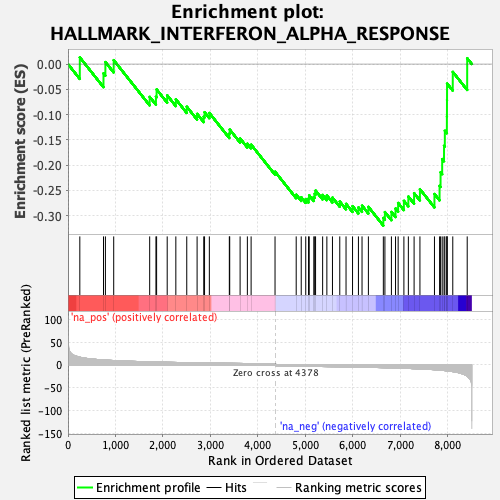 Enrichment plot:
HALLMARK_INTERFERON_ALPHA_RESPONSE
Enrichment score (ES)
0.00
-0.05
-0.10
-0.15
-0.20
-0.25
-0.30
'na_pos' (positively correlated)
Ranked list metric (PreRanked)
100
50
0
-50
-100
-150
Zero cross at 4378
'na_neg' (negatively correlated)
0 1,000 2,000 3,000 4,000 5,000 6,000 7,000 8,000
Rank in Ordered Dataset
Enrichment profile Hits Ranking metric scores